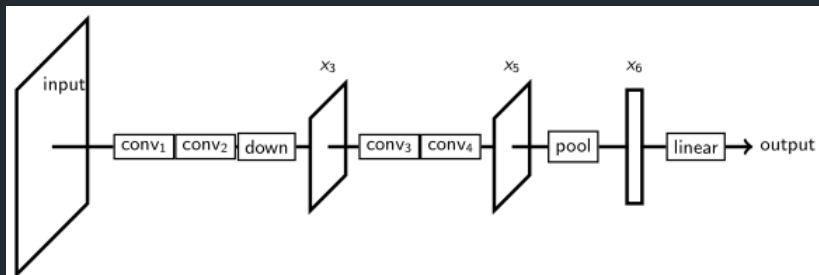 x₃ x₅ x₆
input
conv₁ conv₂ down conv₃ conv₄ pool linear output